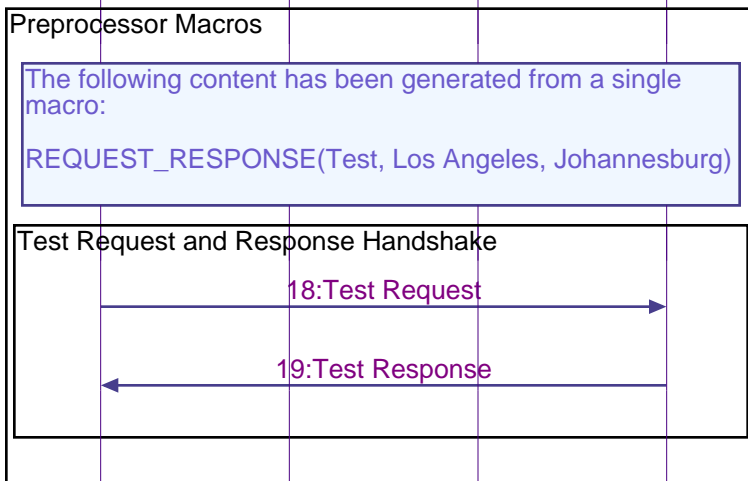 Preprocessor Macros
The following content has been generated from a single
macro:
REQUEST_RESPONSE(Test, Los Angeles, Johannesburg)
Test Request and Response Handshake
18:Test Request
19:Test Response